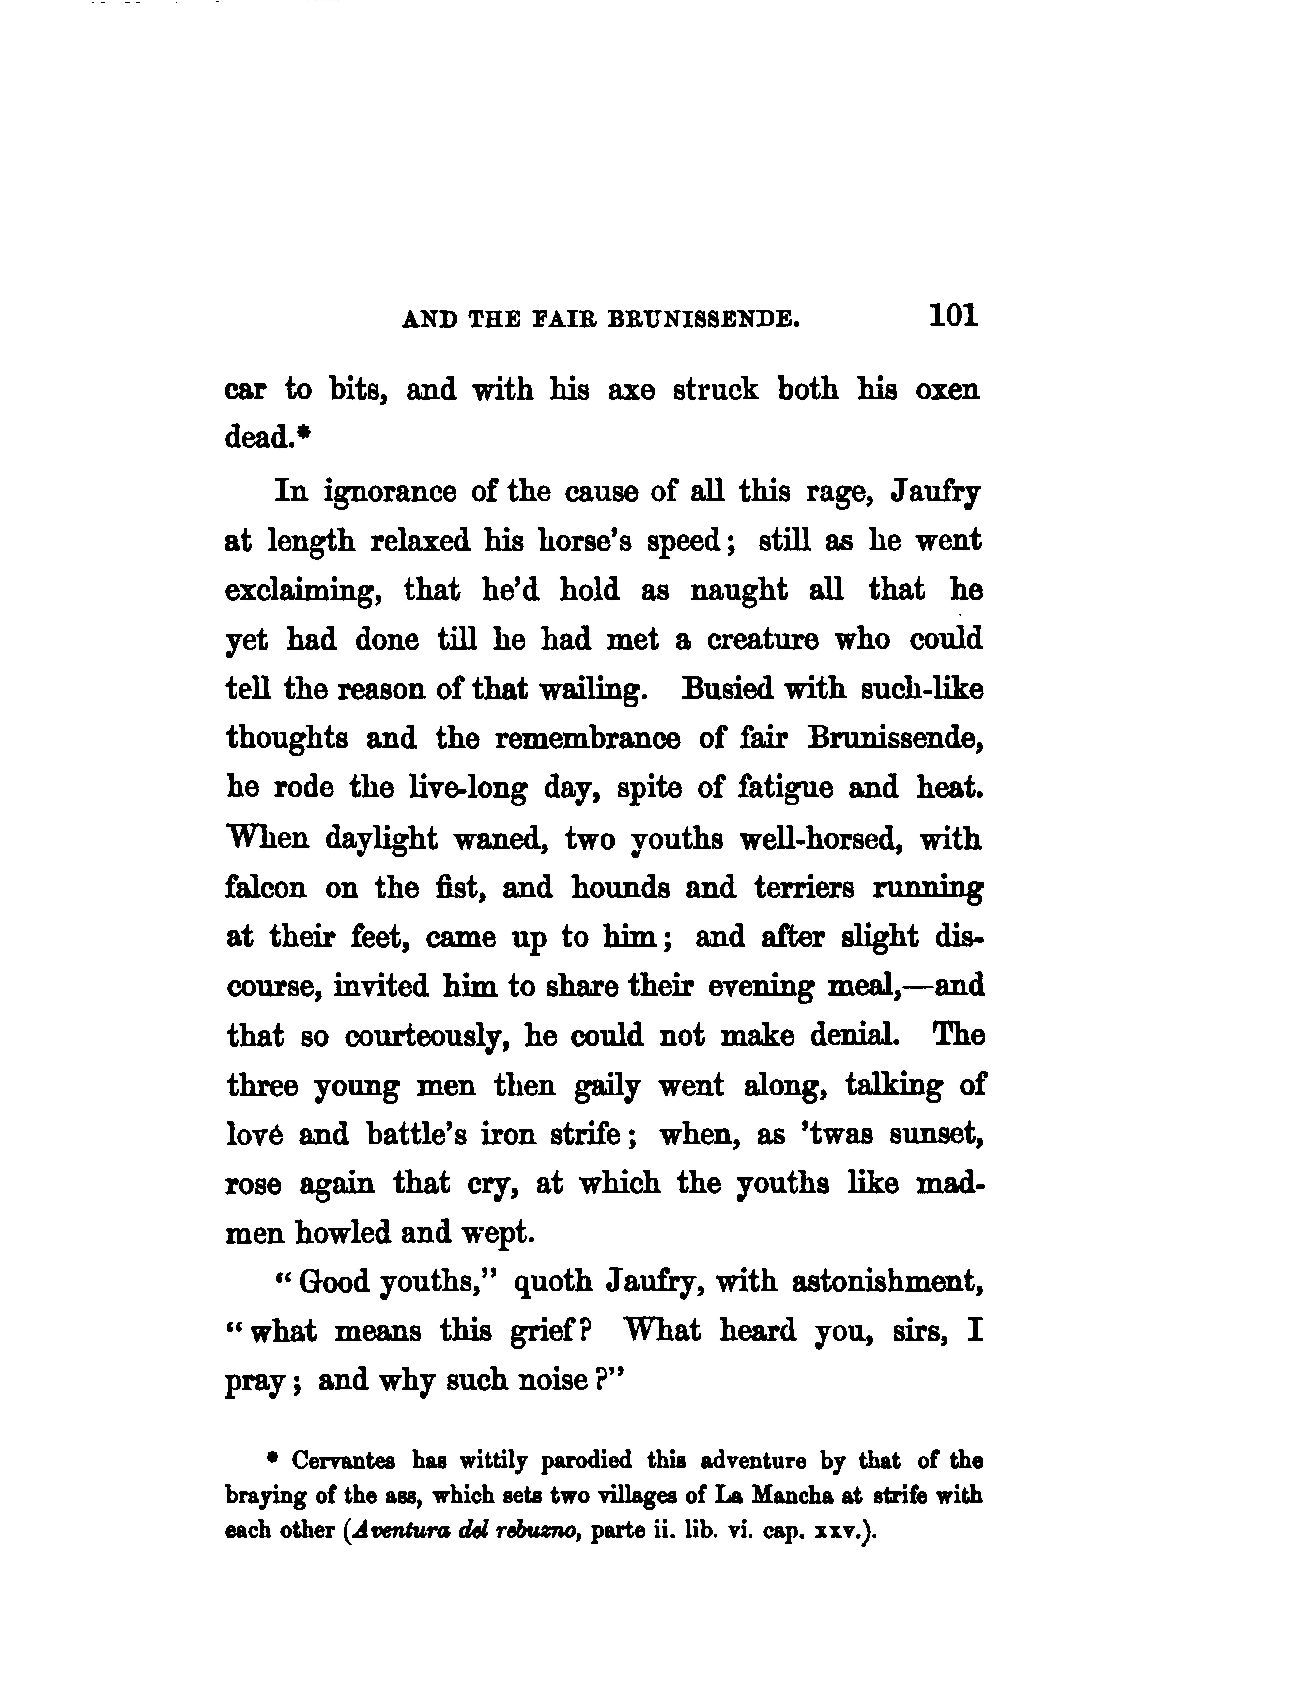 AND THE FAIR BRUNISSENDE. 101
car to bits, and with his axe struck both his oxen
dead.*
In ignorance of the cause of all this rage, Jaufry
at length relaxed his horse's speed; still as he went
exclaiming, that he'd hold as naught all that he
yet had done till he had met a creature who could
tell the reason of that wailing. Busied with such-like
thoughts and the remembrance of fair Brunissende,
he rode the live-long day, spite of fatigue and heat.
When daylight waned, two youths well-horsed, with
falcon on the fist, and hounds and terriers running
at their feet, came up to him; and after slight dis-
course, invited him to share their evening meal,—and
that so courteously, he could not make denial. The
three young men then gaily went along, talking of
lové and battle's iron strife; when, as 'twas sunset,
rose again that cry, at which the youths like mad-
men howled and wept.
"Good youths," quoth Jaufry, with astonishment,
"what means this grief? What heard you, sirs, I
pray; and why such noise?"
* Cervantes has wittily parodied this adventure by that of the
braying of the ass, which sets two villages of La Mancha at strife with
each other (Aventura del rebuzno, parte ii. lib. vi. cap. xxv.).